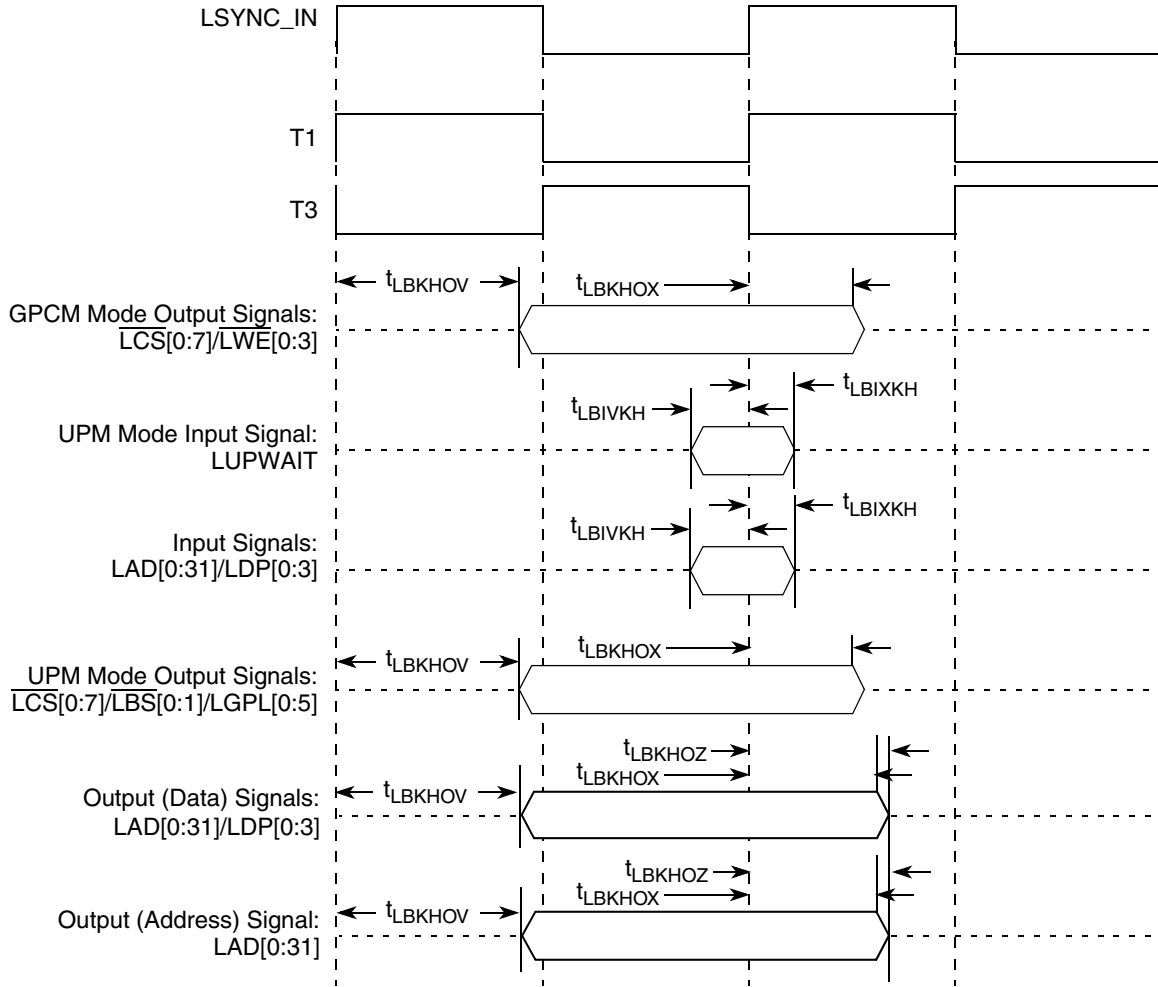 LSYNC_IN
T1
T3
tLBKHOV
tLBKHOX
GPCM Mode Output Signals:
LCS[0:7]/LWE[0:3]
tLBIXKH
tLBIVKH
UPM Mode Input Signal:
LUPWAIT
tLBIXKH
tLBIVKH
Input Signals:
LAD[0:31]/LDP[0:3]
tLBKHOV
tLBKHOX
UPM Mode Output Signals:
LCS[0:7]/LBS[0:1]/LGPL[0:5]
tLBKHOZ
tLBKHOX
tLBKHOV
Output (Data) Signals:
LAD[0:31]/LDP[0:3]
tLBKHOZ
tLBKHOX
tLBKHOV
Output (Address) Signal:
LAD[0:31]